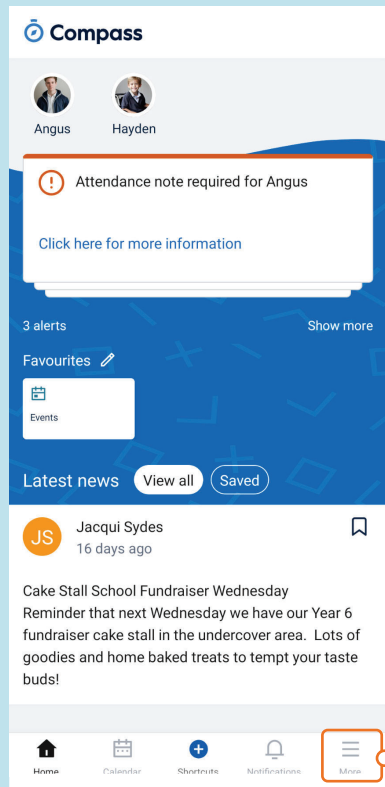 Compass
Angus Hayden
Attendance note required for Angus
Click here for more information
3 alerts Show more
Favourites
Events
Latest news View all Saved
JS Jacqui Sydes
16 days ago
Cake Stall School Fundraiser Wednesday
Reminder that next Wednesday we have our Year 6
fundraiser cake stall in the undercover area. Lots of
goodies and home baked treats to tempt your taste
buds!
Home Calendar Shortcuts Notifications More